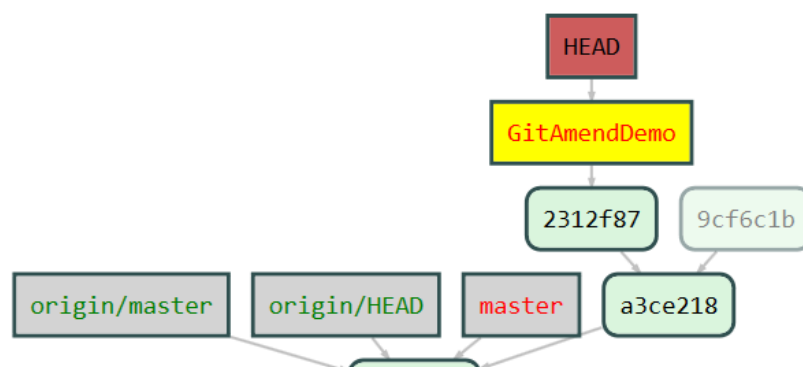 HEAD
GitAmendDemo
2312f87
9cf6c1b
origin/master
origin/HEAD
master
a3ce218